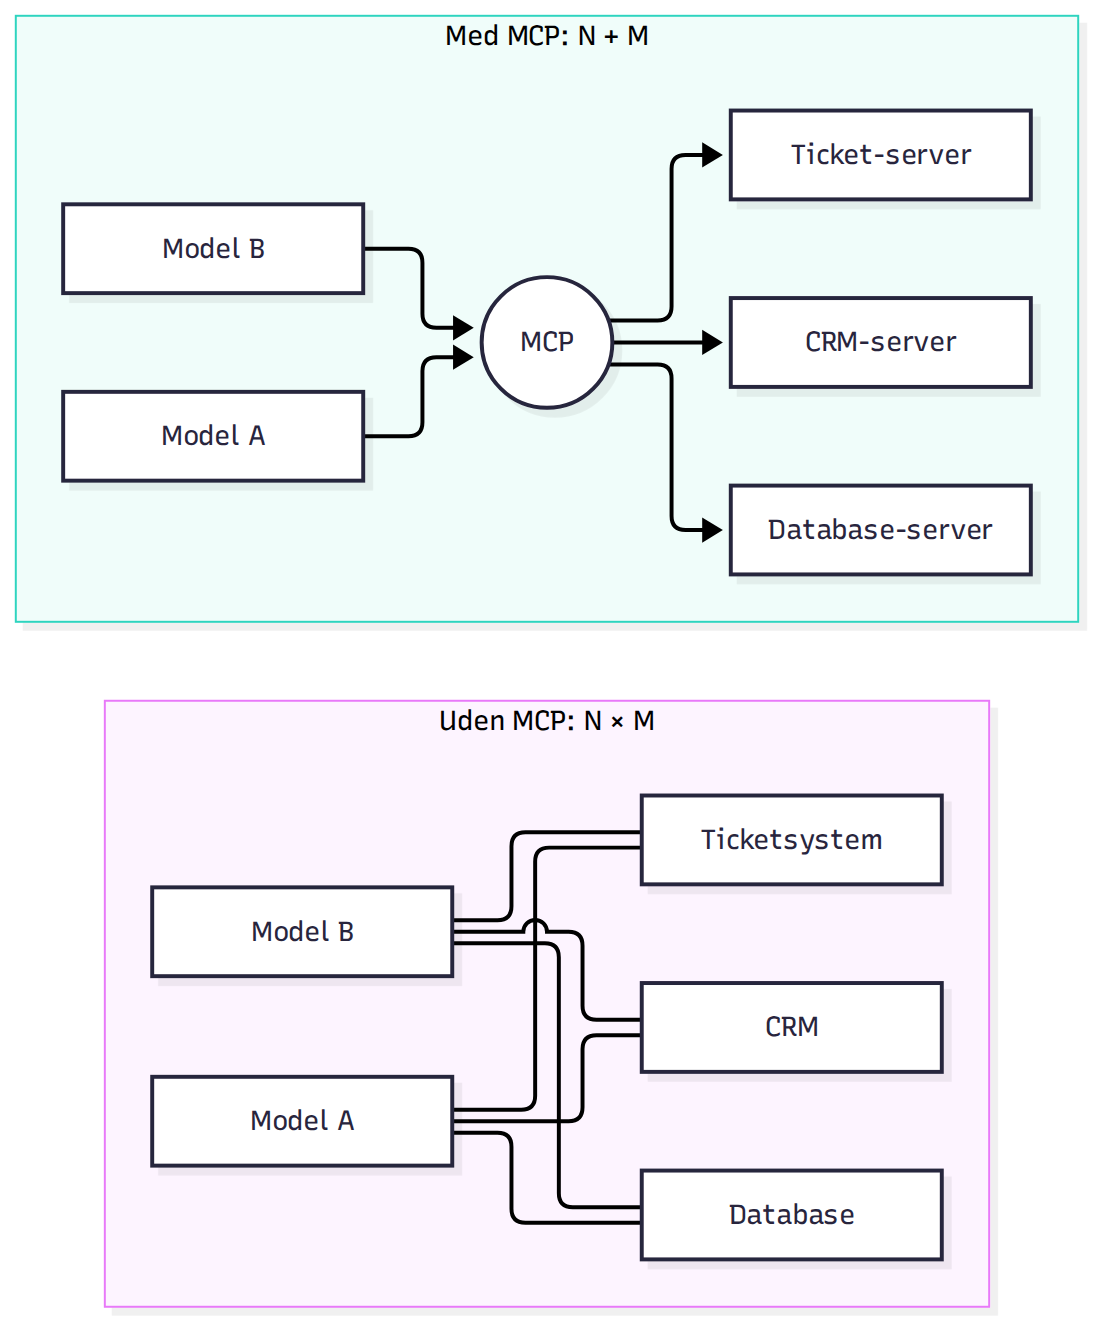 Med MCP: N + M
Ticket-server
Model B
MCP
CRM-server
Model A
Database-server
Uden MCP: N × M
Ticketsystem
Model B
CRM
Model A
Database